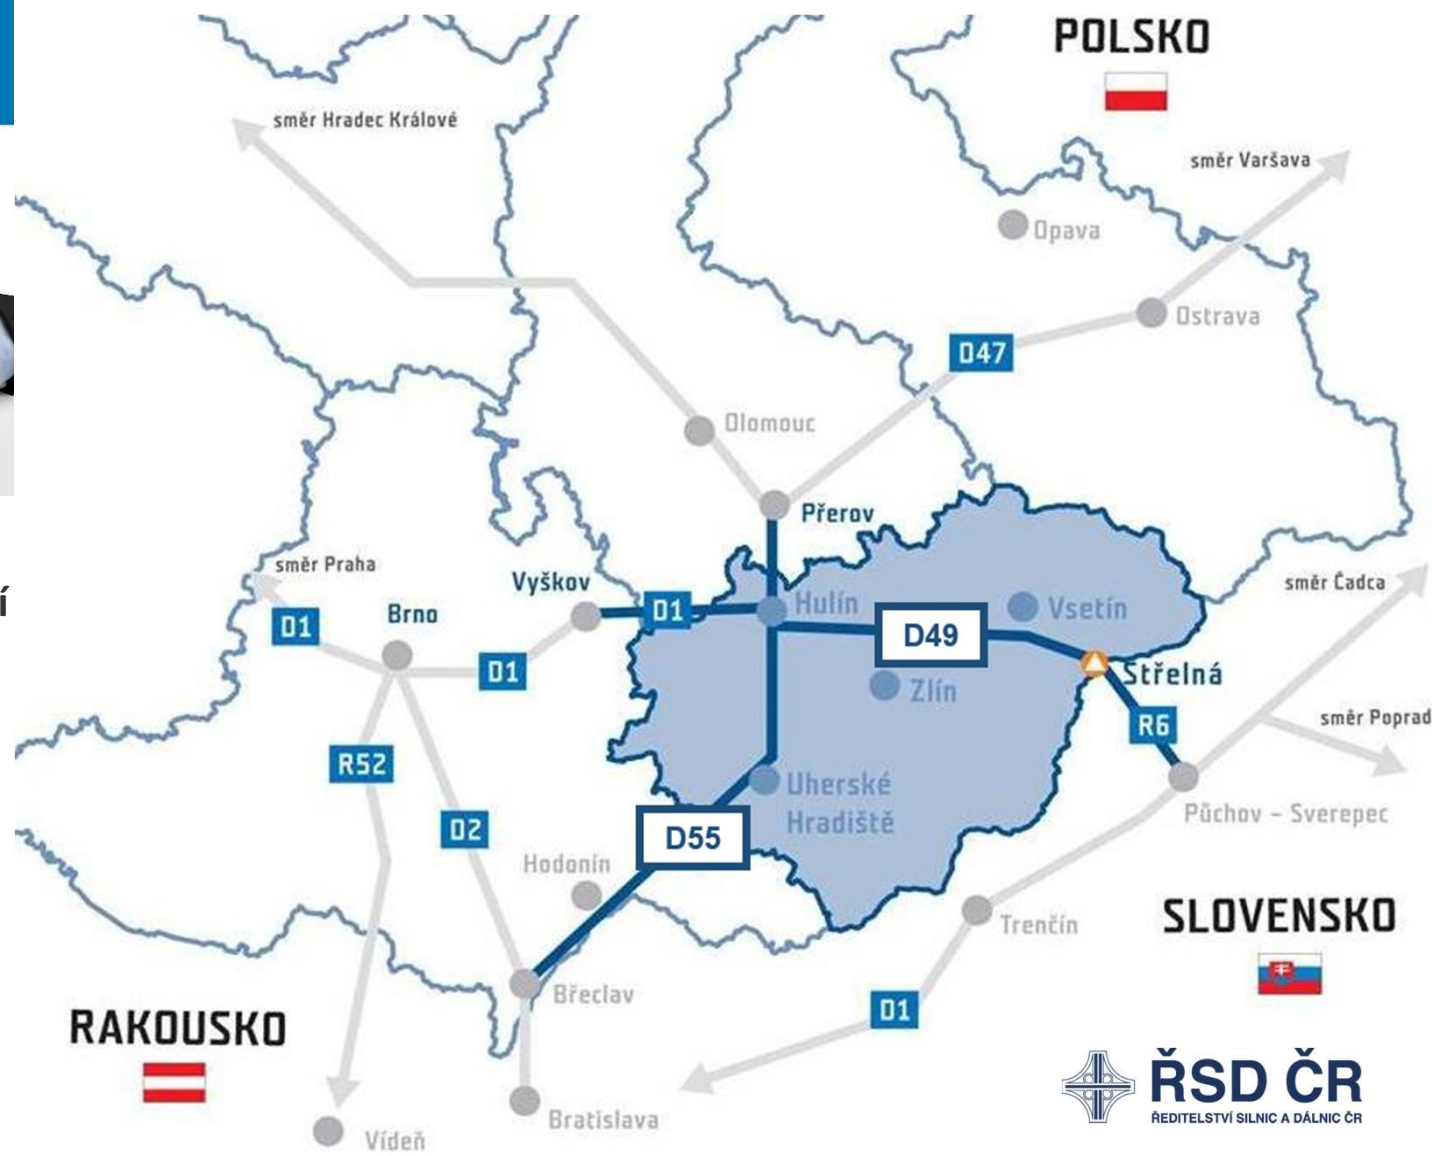 POLSKO
směr Hradec Králové
směr Varšava
Opava
Ostrava
D47
Olomouc
Přerov
směr Praha
Vyškov
směr Čadca
D1
Brno
D1
Hulín
Vsetín
D49
D1
Střelná
Zlín
směr Poprad
R6
R52
Uherské
Hradiště
D2
D55
Půchov - Sverepec
Hodonín
Trenčín
SLOVENSKO
Břeclav
D1
RAKOUSKO
ŘSD ČR
ŘEDITELSTVÍ SILNIC A DÁLNIC ČR
Bratislava
Vídeň
í